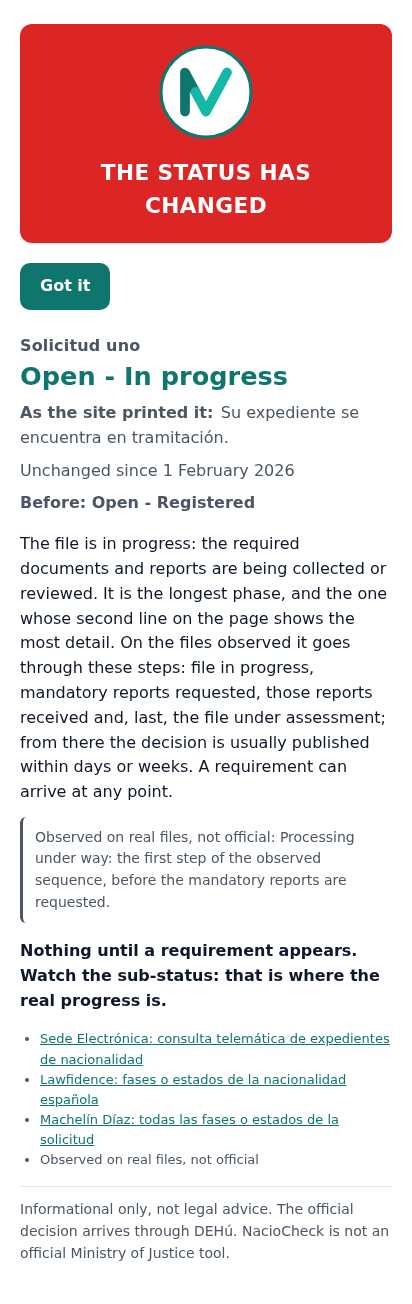 THE STATUS HAS
CHANGED
Got it
Solicitud uno
Open - In progress
As the site printed it: Su expediente se
encuentra en tramitación.
Unchanged since 1 February 2026
Before: Open - Registered
The file is in progress: the required
documents and reports are being collected or
reviewed. It is the longest phase, and the one
whose second line on the page shows the
most detail. On the files observed it goes
through these steps: file in progress,
mandatory reports requested, those reports
received and, last, the file under assessment;
from there the decision is usually published
within days or weeks. A requirement can
arrive at any point.
Observed on real files, not official: Processing
under way: the first step of the observed
sequence, before the mandatory reports are
requested.
Nothing until a requirement appears.
Watch the sub-status: that is where the
real progress is.
• Sede Electrónica: consulta telemática de expedientes
de nacionalidad
• Lawfidence: fases o estados de la nacionalidad
española
• Machelín Díaz: todas las fases o estados de la
solicitud
• Observed on real files, not official
Informational only, not legal advice. The official
decision arrives through DEHú. NacioCheck is not an
official Ministry of Justice tool.